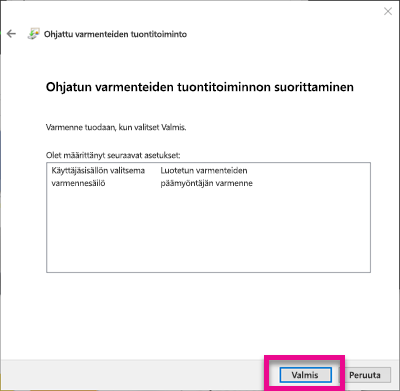 Ohjattu varmenteiden tuontitoiminto
Ohjatun varmenteiden tuontitoiminnon suorittaminen
Varmenne tuodaan, kun valitset Valmis.
Olet määrittänyt seuraavat asetukset:
Käyttäjäsisällön valitsema Luotetun varmenteiden
varmennesäilö päämyöntäjän varmenne
Valmis Peruuta